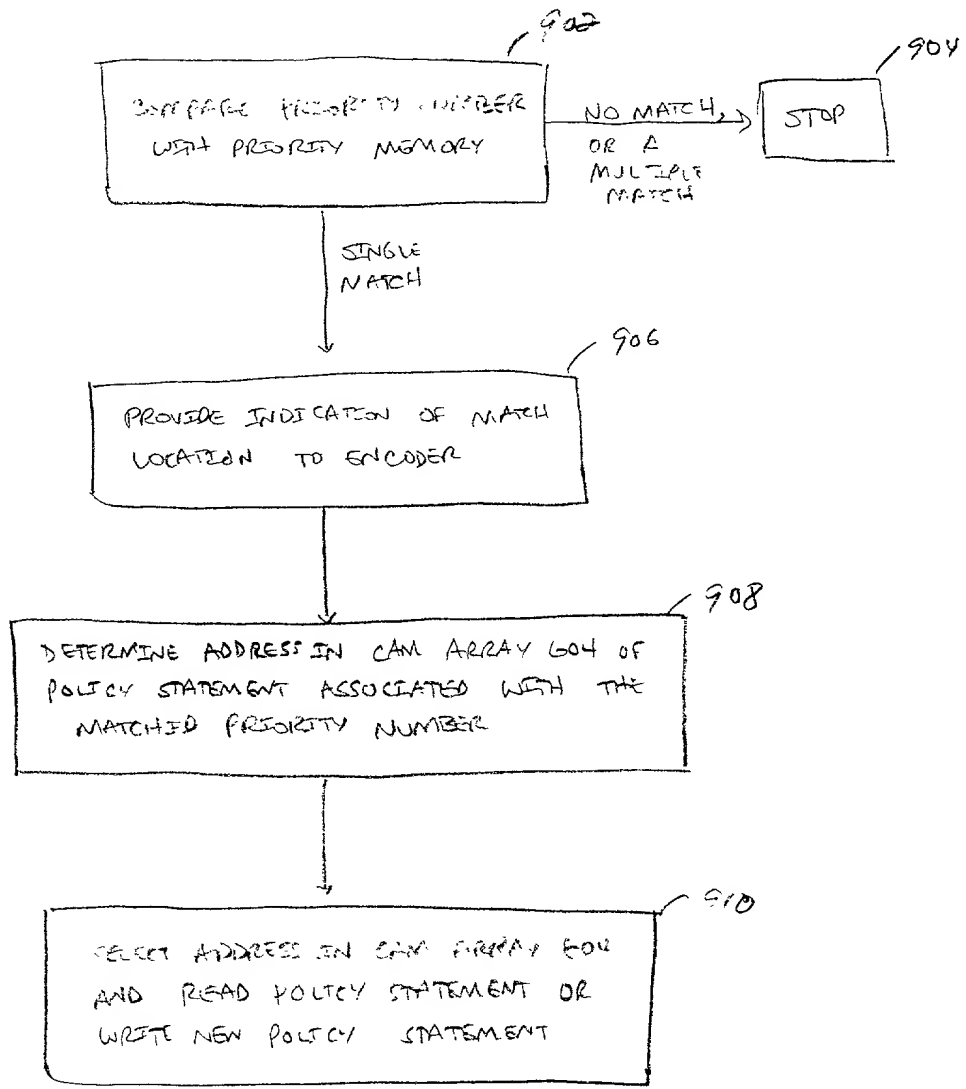 902
COMPARE PRIORITY NUMBER
WITH PRIORITY MEMORY
NO MATCH,
OR A
MULTIPLE
MATCH
904
STOP
SINGLE
MATCH
906
PROVIDE INDICATION OF MATCH
LOCATION TO ENCODER
908
DETERMINE ADDRESS IN CAM ARRAY 604 OF
POLICY STATEMENT ASSOCIATED WITH THE
MATCHED PRIORITY NUMBER
910
SELECT ADDRESS IN CAM ARRAY 604
AND READ POLICY STATEMENT OR
WRITE NEW POLICY STATEMENT